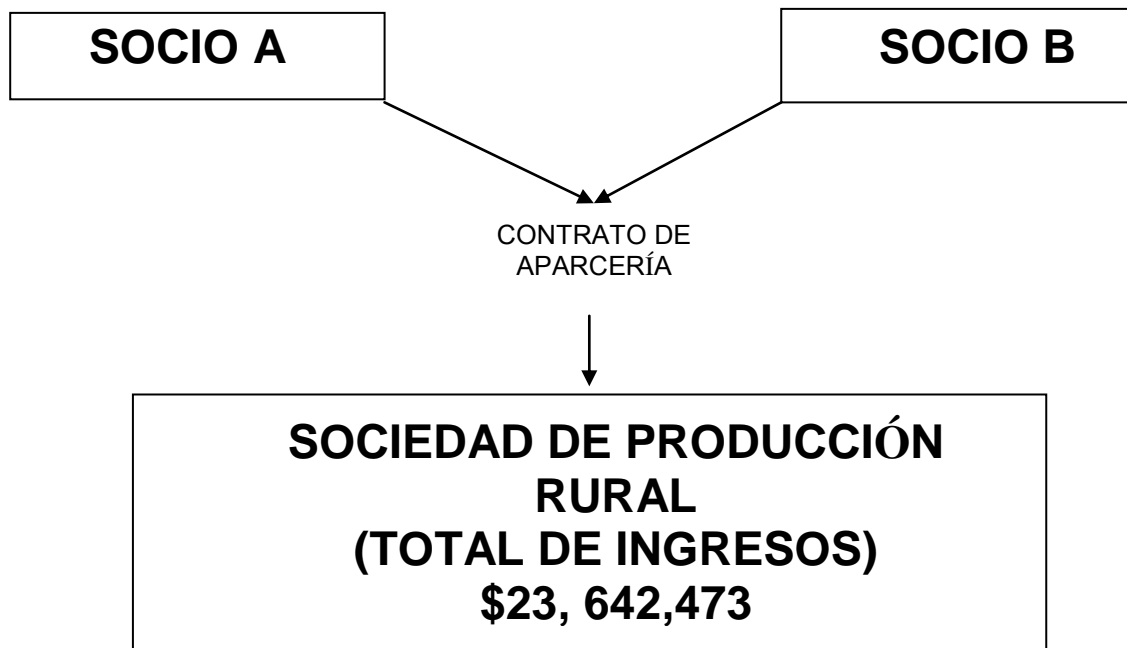 SOCIO A
SOCIO B
CONTRATO DE
APARCERÍA
SOCIEDAD DE PRODUCCIÓN
RURAL
(TOTAL DE INGRESOS)
$23, 642,473